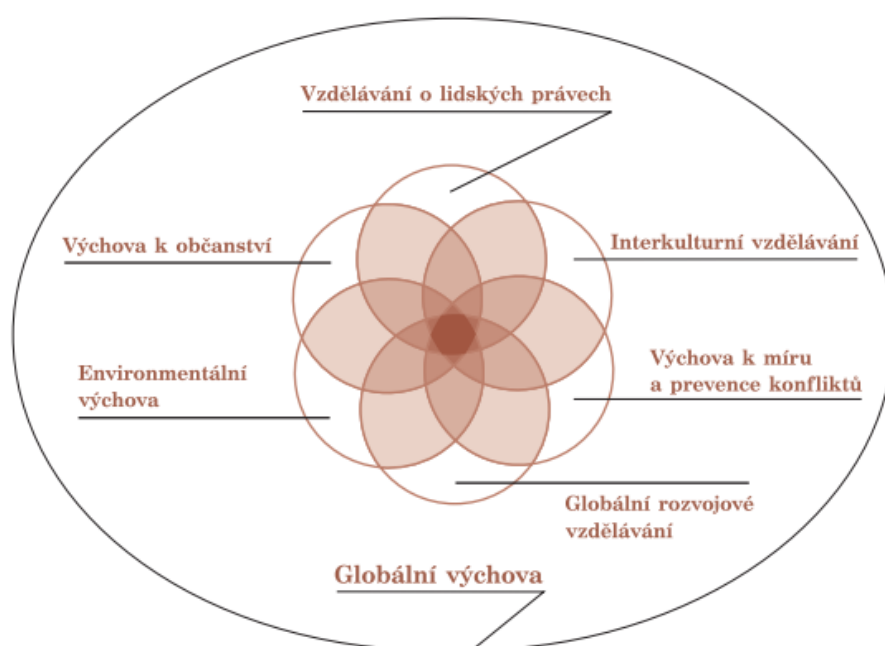 Vzdělávání o lidských právech
Výchova k občanství
Interkulturní vzdělávání
Environmentální
výchova
Výchova k míru
a prevence konfliktů
Globální rozvojové
vzdělávání
Globální výchova